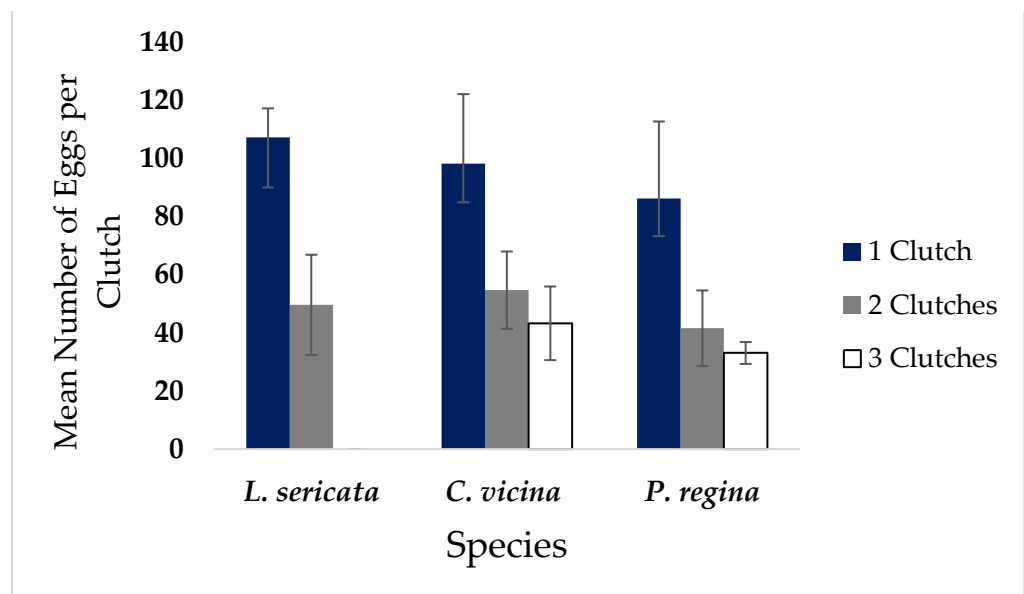 Mean Number of Eggs per
Clutch
140
120
100
80
60
40
20
0
L. sericata
C. vicina
P. regina
Species
1 Clutch
2 Clutches
3 Clutches